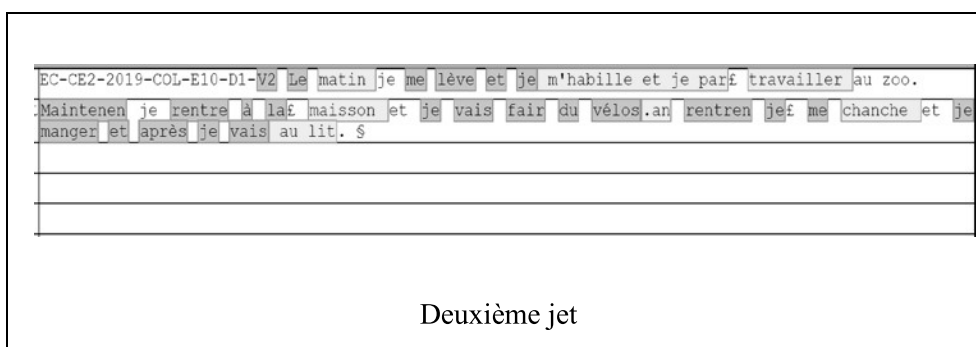 EC-CE2-2019-COL-E10-D1-V2 Le matin je me lève et je m'habille et je par£ travailler au zoo.
Maintenen je rentre à la£ maisson et je vais fair du vélos.an rentren je£ me chanche et je
manger et après je vais au lit. §
Deuxième jet